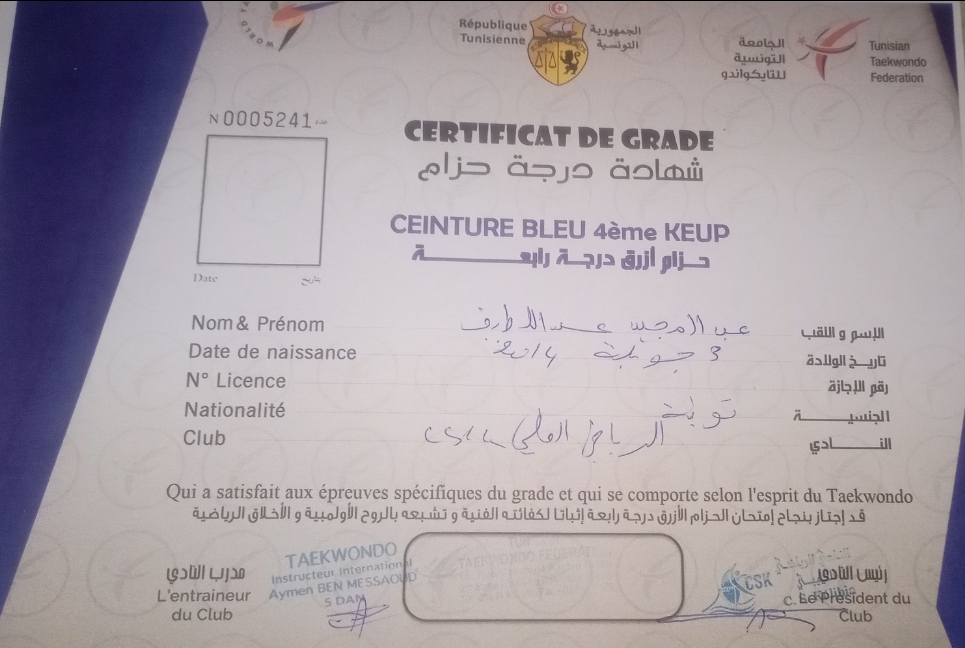 République
Tunisienne
الجمهورية
التونسية
الجامعة
التونسية
للتايكواندو
Tunisian
Taekwondo
Federation
N 0005241
CERTIFICAT DE GRADE
شهادة درجة حزام
CEINTURE BLEU 4ème KEUP
حزام أزرق درجة رابعة
Date تاريخ
Nom& Prénom عبد المجيد عبد اللطيف الإسم و اللقب
Date de naissance 3 جويلية 2014 تاريخ الولادة
N° Licence رقم الإجازة
Nationalité تونسية الجنسية
Club الرياضي CSK النادي
Qui a satisfait aux épreuves spécifiques du grade et qui se comporte selon l'esprit du Taekwondo
قد إجتاز بنجاح إمتحان الحزام الأزرق درجة رابعة إثباتا لكفائته الفنية و تشبعه بالروح الأولمبية و الأخلاق الرياضية
مدرب النادي
L'entraineur
du Club
TAEKWONDO
Instructeur International
Aymen BEN MESSAOUD
5 DAN
CSK
رئيس النادي
Le Président du
Club